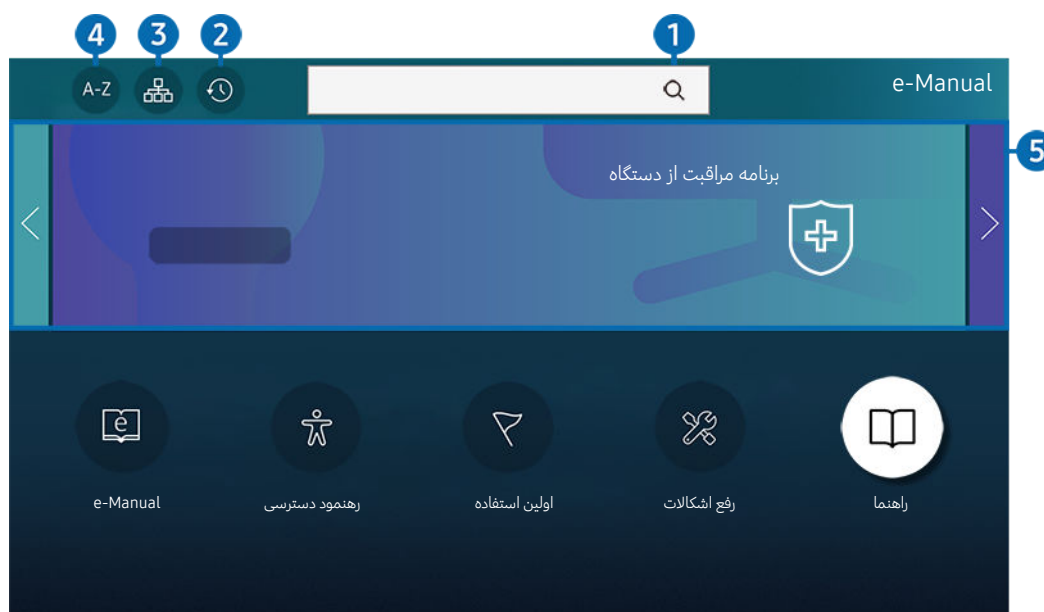 4 3 2 1
A-Z
e-Manual
5
برنامه مراقبت از دستگاه
راهنما
رفع اشکالات
اولین استفاده
رهنمود دسترسی
e-Manual